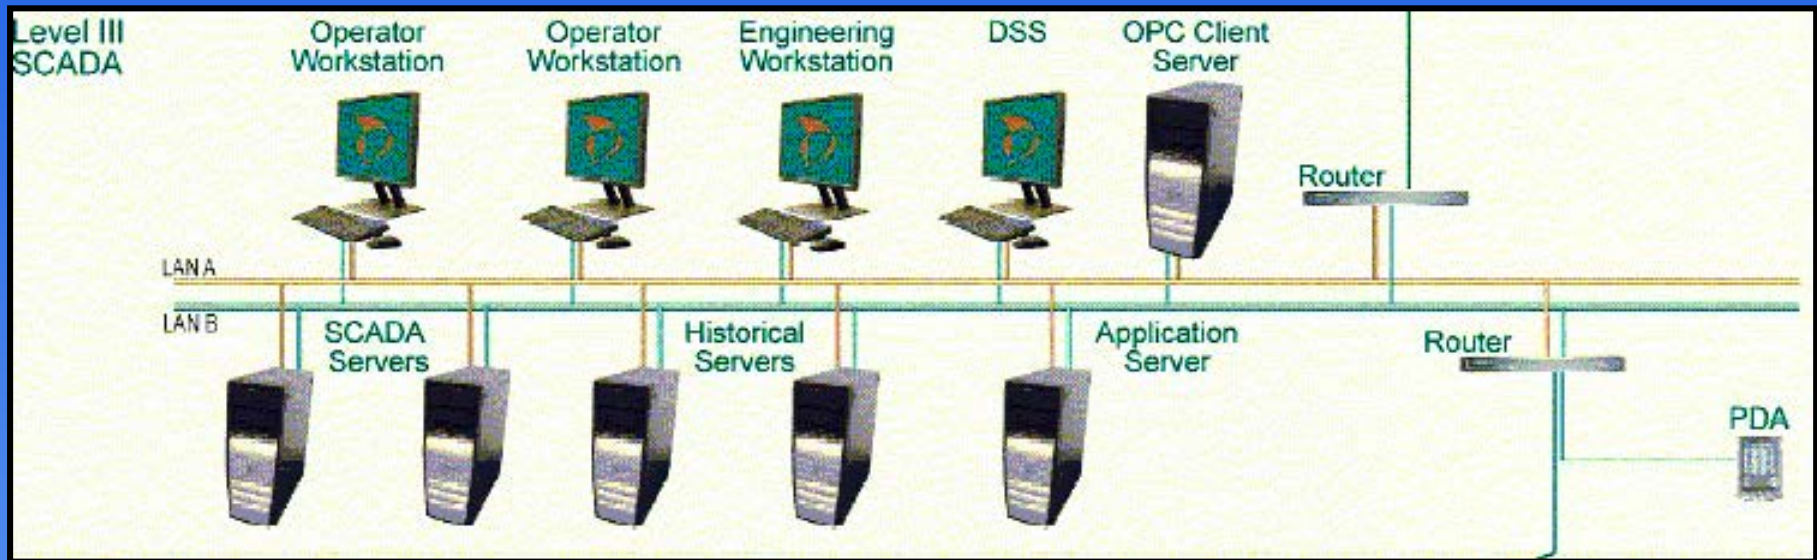 Level III
SCADA
Operator
Workstation
Operator
Workstation
Engineering
Workstation
DSS
OPC Client
Server
Router
LAN A
LAN B
SCADA
Servers
Historical
Servers
Application
Server
Router
PDA